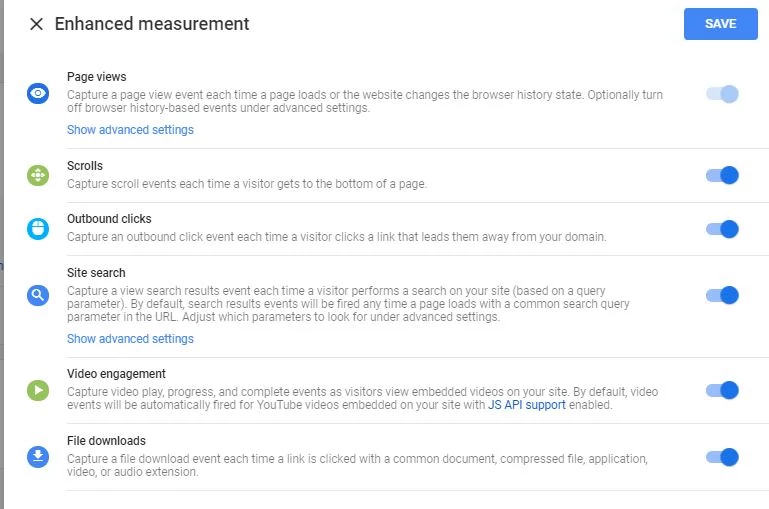 Enhanced measurement
SAVE
Page views
Capture a page view event each time a page loads or the website changes the browser history state. Optionally turn
off browser history-based events under advanced settings.
Show advanced settings
Scrolls
Capture scroll events each time a visitor gets to the bottom of a page.
Outbound clicks
Capture an outbound click event each time a visitor clicks a link that leads them away from your domain.
Site search
Capture a view search results event each time a visitor performs a search on your site (based on a query
parameter). By default, search results events will be fired any time a page loads with a common search query
parameter in the URL. Adjust which parameters to look for under advanced settings.
Show advanced settings
Video engagement
Capture video play, progress, and complete events as visitors view embedded videos on your site. By default, video
events will be automatically fired for YouTube videos embedded on your site with JS API support enabled.
File downloads
Capture a file download event each time a link is clicked with a common document, compressed file, application,
video, or audio extension.